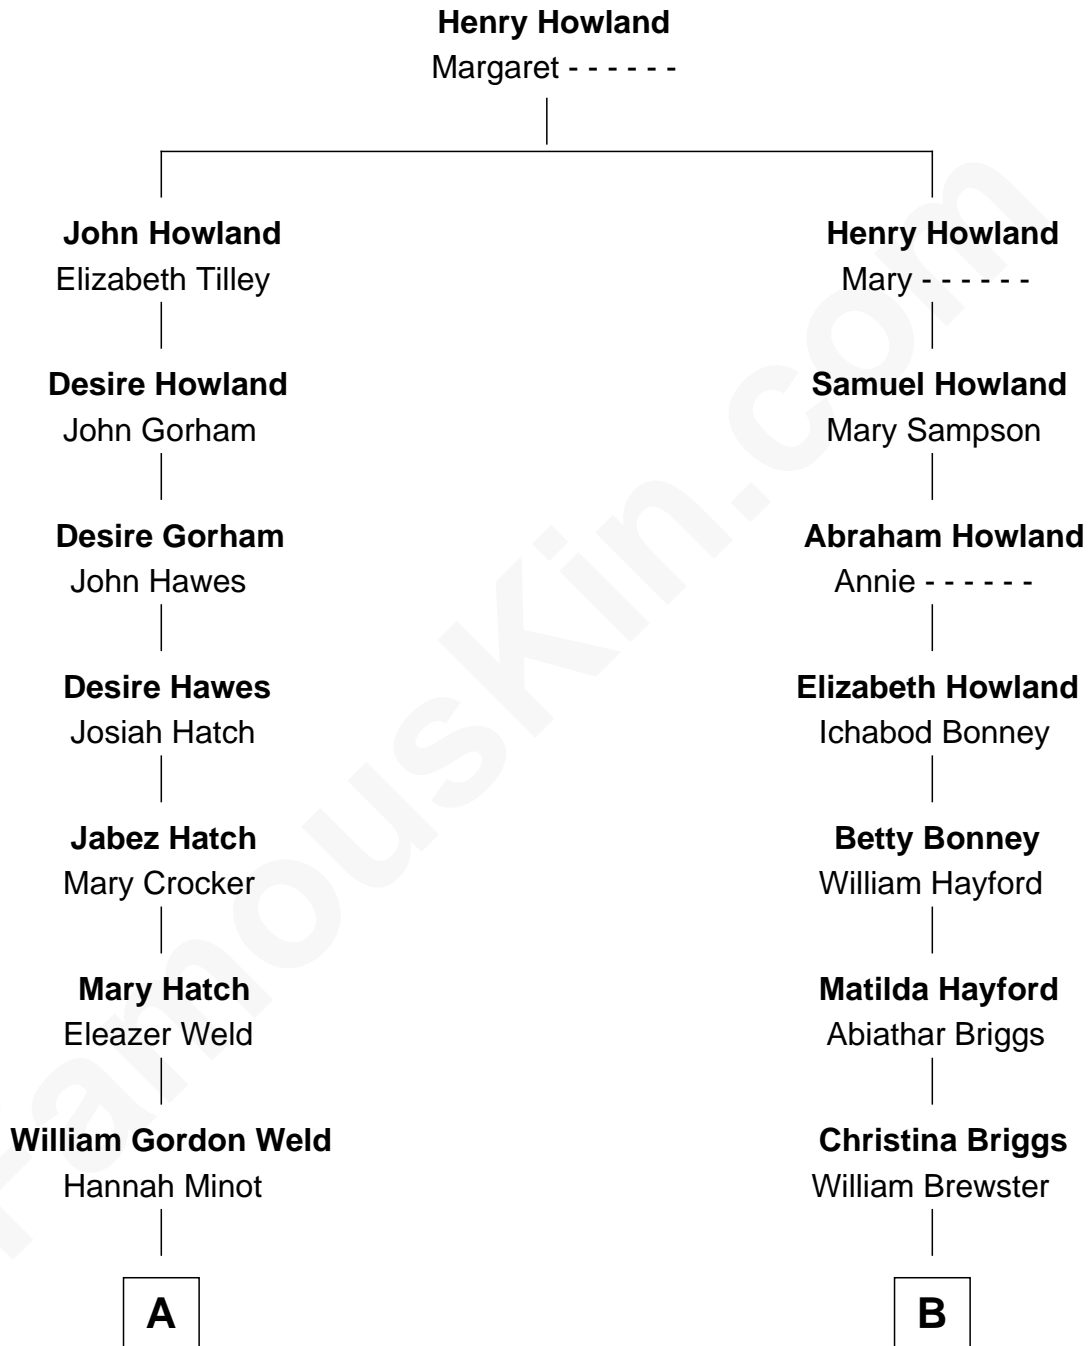 Henry Howland
Margaret - - - - - -
John Howland
Elizabeth Tilley
Henry Howland
Mary - - - - - -
Desire Howland
John Gorham
Samuel Howland
Mary Sampson
Desire Gorham
John Hawes
Abraham Howland
Annie - - - - - -
Desire Hawes
Josiah Hatch
Elizabeth Howland
Ichabod Bonney
Jabez Hatch
Mary Crocker
Betty Bonney
William Hayford
Mary Hatch
Eleazer Weld
Matilda Hayford
Abiathar Briggs
William Gordon Weld
Hannah Minot
Christina Briggs
William Brewster
A
B
FamousKin.com